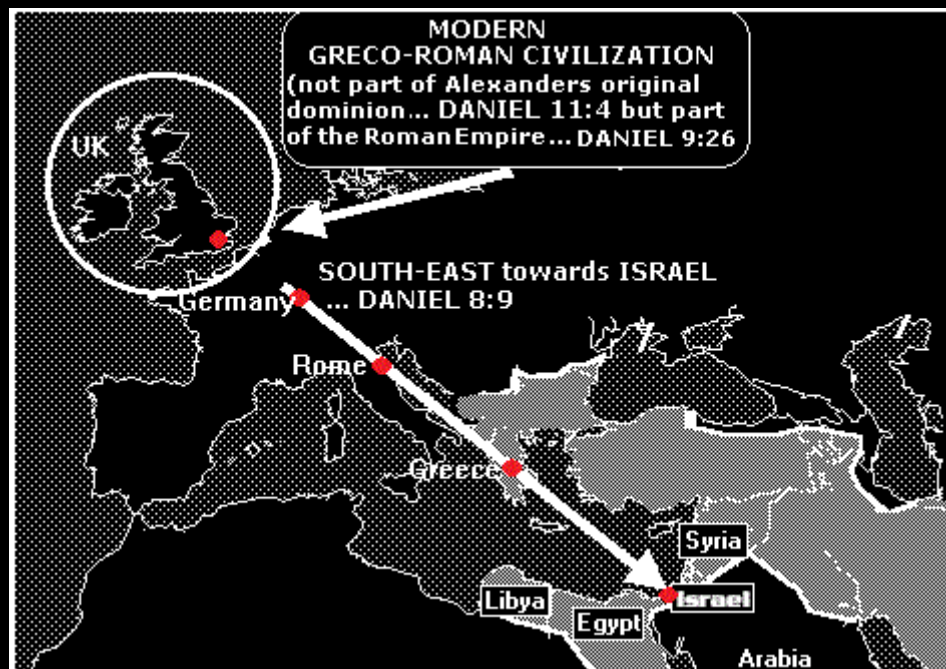 MODERN
GRECO-ROMAN CIVILIZATION
(not part of Alexanders original
dominion... DANIEL 11:4 but part
of the Roman Empire... DANIEL 9:26
UK
SOUTH-EAST towards ISRAEL
Germany ... DANIEL 8:9
Rome
Greece
Syria
Israel
Libya
Egypt
Arabia